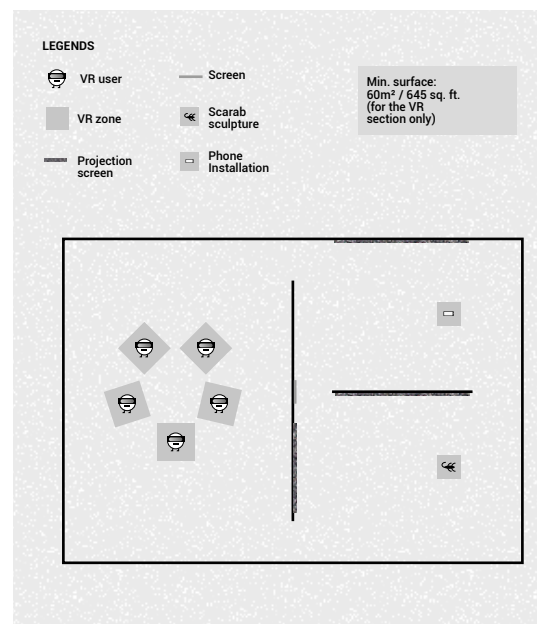 LEGENDS
VR user
VR zone
Projection
screen
Screen
Scarab
sculpture
Phone
Installation
Min. surface:
60m² / 645 sq. ft.
(for the VR
section only)